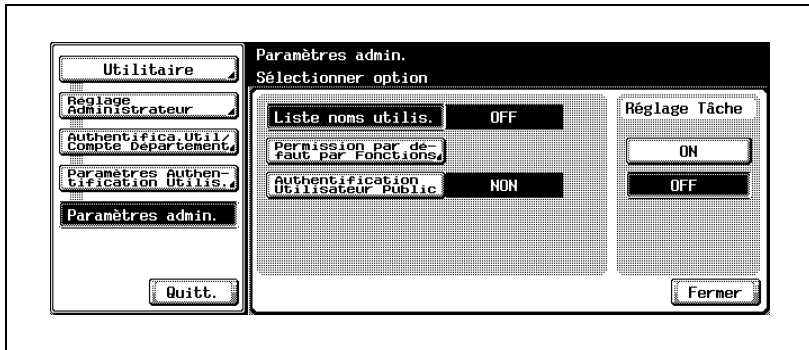 Utilitaire
Réglage
Administrateur
Authentifica.Util/
Compte Département
Paramètres Authen-
tification Utilis.
Paramètres admin.
Quitt.
Paramètres admin.
Sélectionner option
Liste noms utilis. OFF
Permission par dé-
faut par Fonctions
Authentification
Utilisateur Public NON
Réglage Tâche
ON
OFF
Fermer